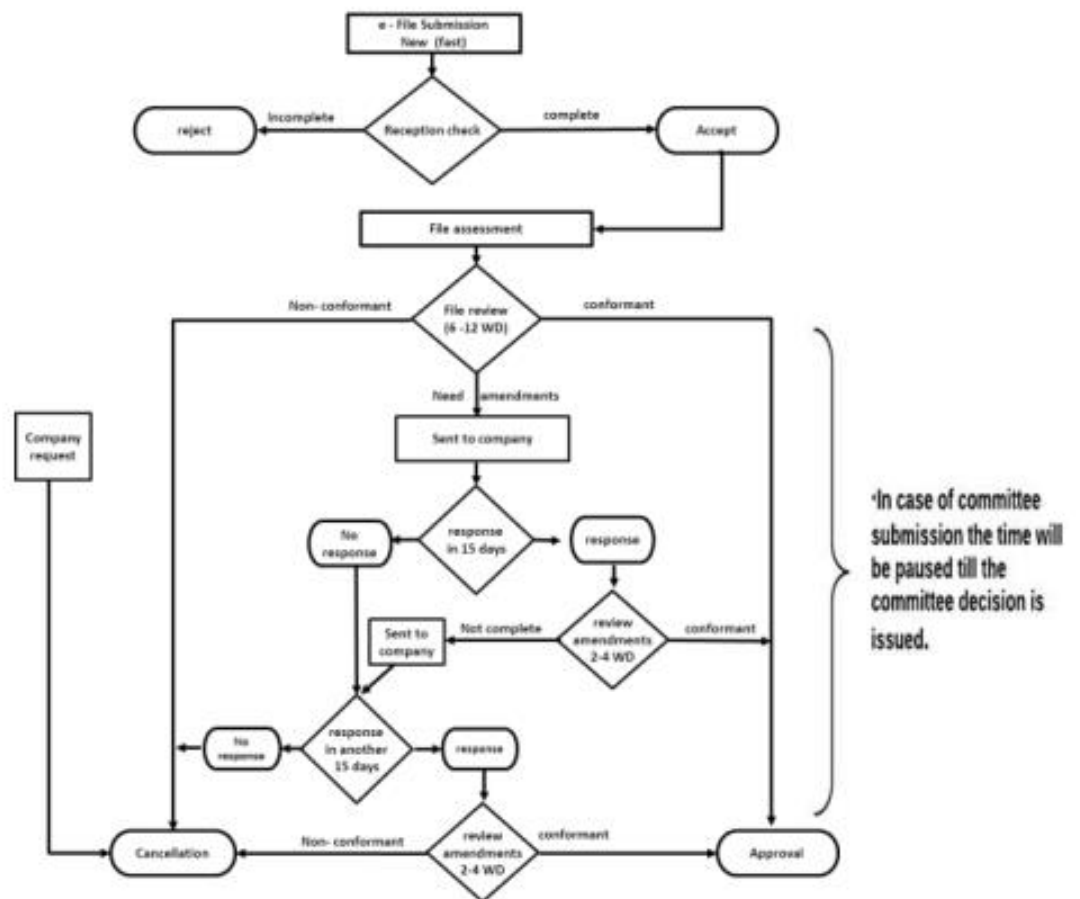 e - File Submission
New (fast)
Incomplete
complete
reject
Reception check
Accept
File assessment
Non- conformant
conformant
File review
(6 -12 WD)
Need amendments
Company
request
Sent to company
No
response
response
in 15 days
response
Sent to
company
Not complete
review
amendments
2-4 WD
conformant
No
response
response
in another
15 days
response
Cancellation
Non- conformant
review
amendments
2-4 WD
conformant
Approval
•In case of committee
submission the time will
be paused till the
committee decision is
issued.